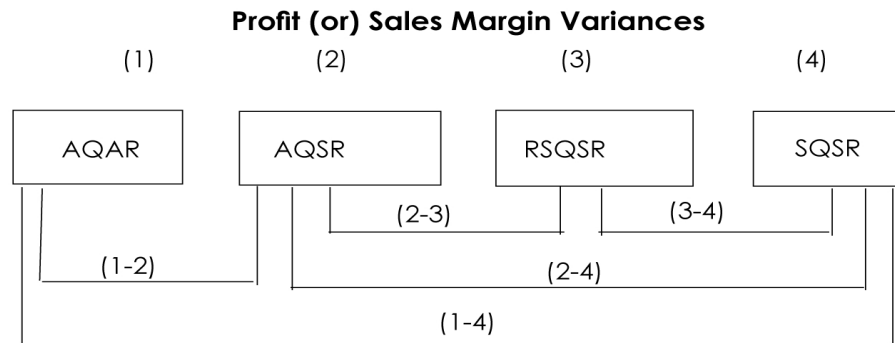 Profit (or) Sales Margin Variances
(1) (2) (3) (4)
AQAR AQSR RSQSR SQSR
(2-3) (3-4)
(1-2) (2-4)
(1-4)